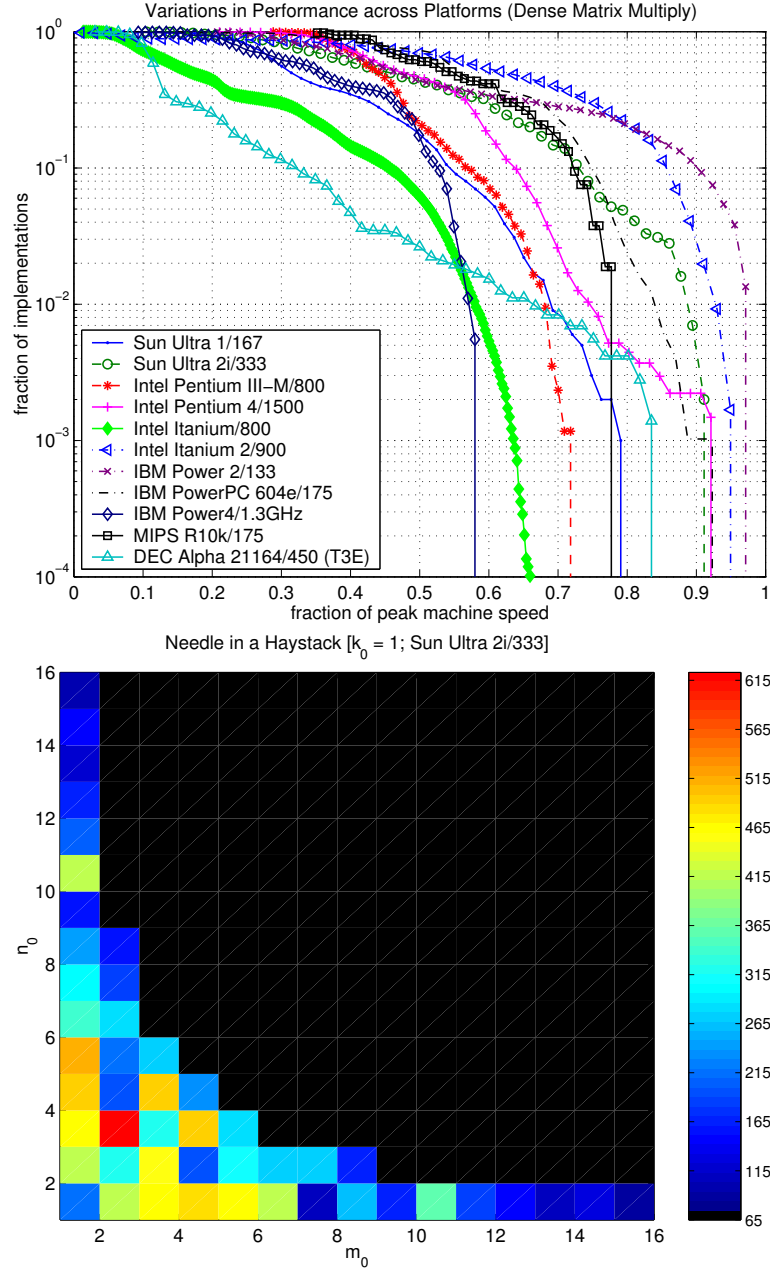 Variations in Performance across Platforms (Dense Matrix Multiply)
10^0
10^-1
10^-2
10^-3
10^-4
fraction of implementations
Sun Ultra 1/167
Sun Ultra 2i/333
Intel Pentium III-M/800
Intel Pentium 4/1500
Intel Itanium/800
Intel Itanium 2/900
IBM Power 2/133
IBM PowerPC 604e/175
IBM Power4/1.3GHz
MIPS R10k/175
DEC Alpha 21164/450 (T3E)
0 0.1 0.2 0.3 0.4 0.5 0.6 0.7 0.8 0.9 1
fraction of peak machine speed
Needle in a Haystack [k_0 = 1; Sun Ultra 2i/333]
16
14
12
10
8
6
4
2
n_0
2 4 6 8 10 12 14 16
m_0
615
565
515
465
415
365
315
265
215
165
115
65